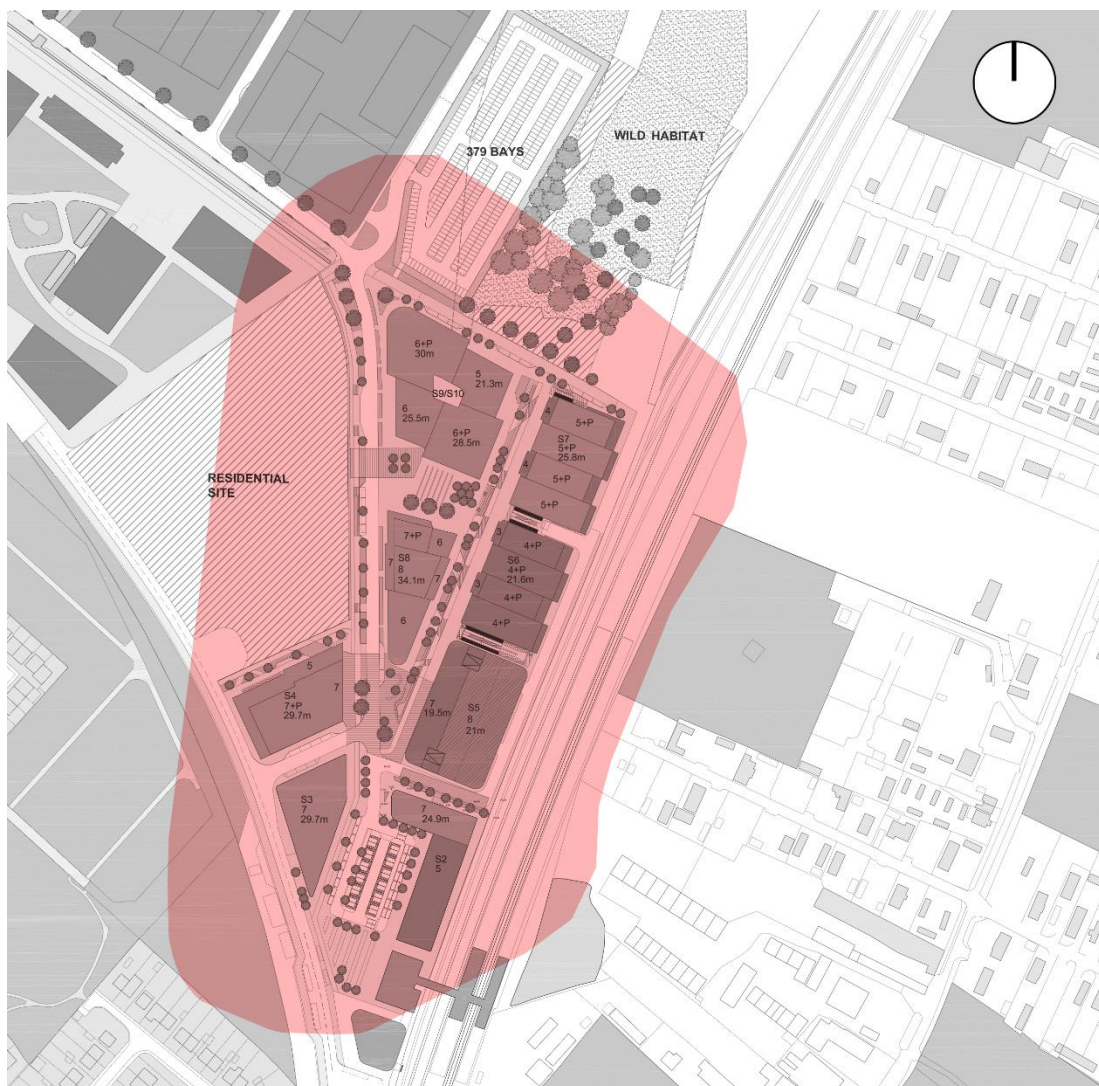 WILD HABITAT
379 BAYS
6+P
30m
5
21.3m
S9/S10
6
25.5m
6+P
28.5m
4
5+P
S7
5+P
25.8m
4
5+P
5+P
RESIDENTIAL
SITE
7+P
6
7
S8
8
34.1m
7
6
3
4+P
S6
4+P
21.6m
3
4+P
4+P
5
7
S4
7+P
29.7m
7
19.5m
S5
8
21m
S3
7
29.7m
7
24.9m
S2
5